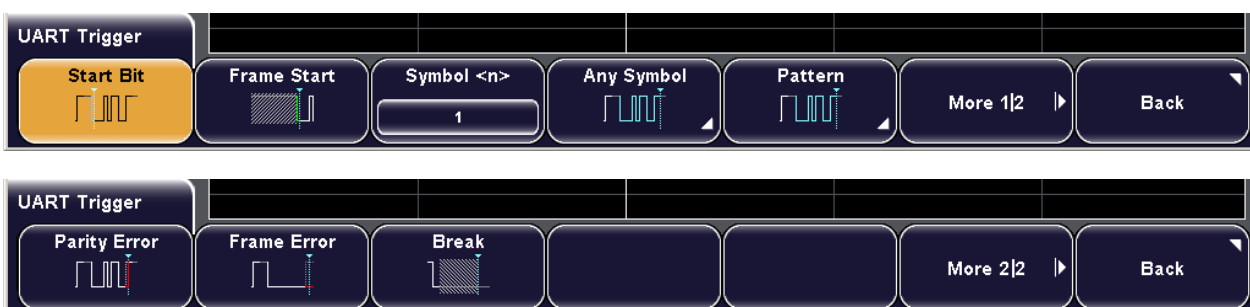 UART Trigger
Start Bit
Frame Start
Symbol <n>
1
Any Symbol
Pattern
More 1|2
Back
UART Trigger
Parity Error
Frame Error
Break
More 2|2
Back